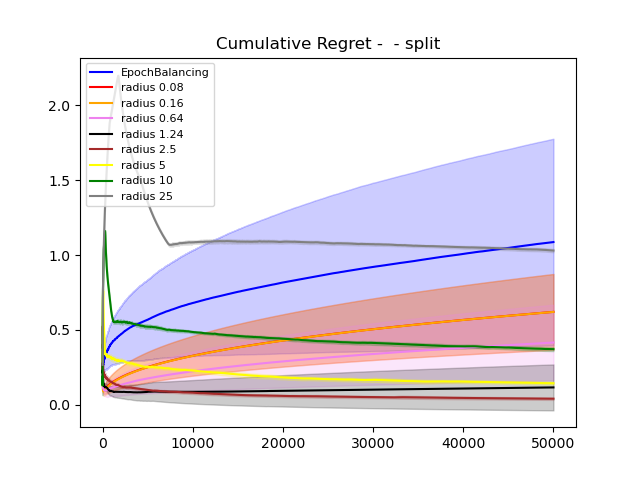 Cumulative Regret -  - split
EpochBalancing
radius 0.08
radius 0.16
radius 0.64
radius 1.24
radius 2.5
radius 5
radius 10
radius 25
2.0
1.5
1.0
0.5
0.0
0
10000
20000
30000
40000
50000